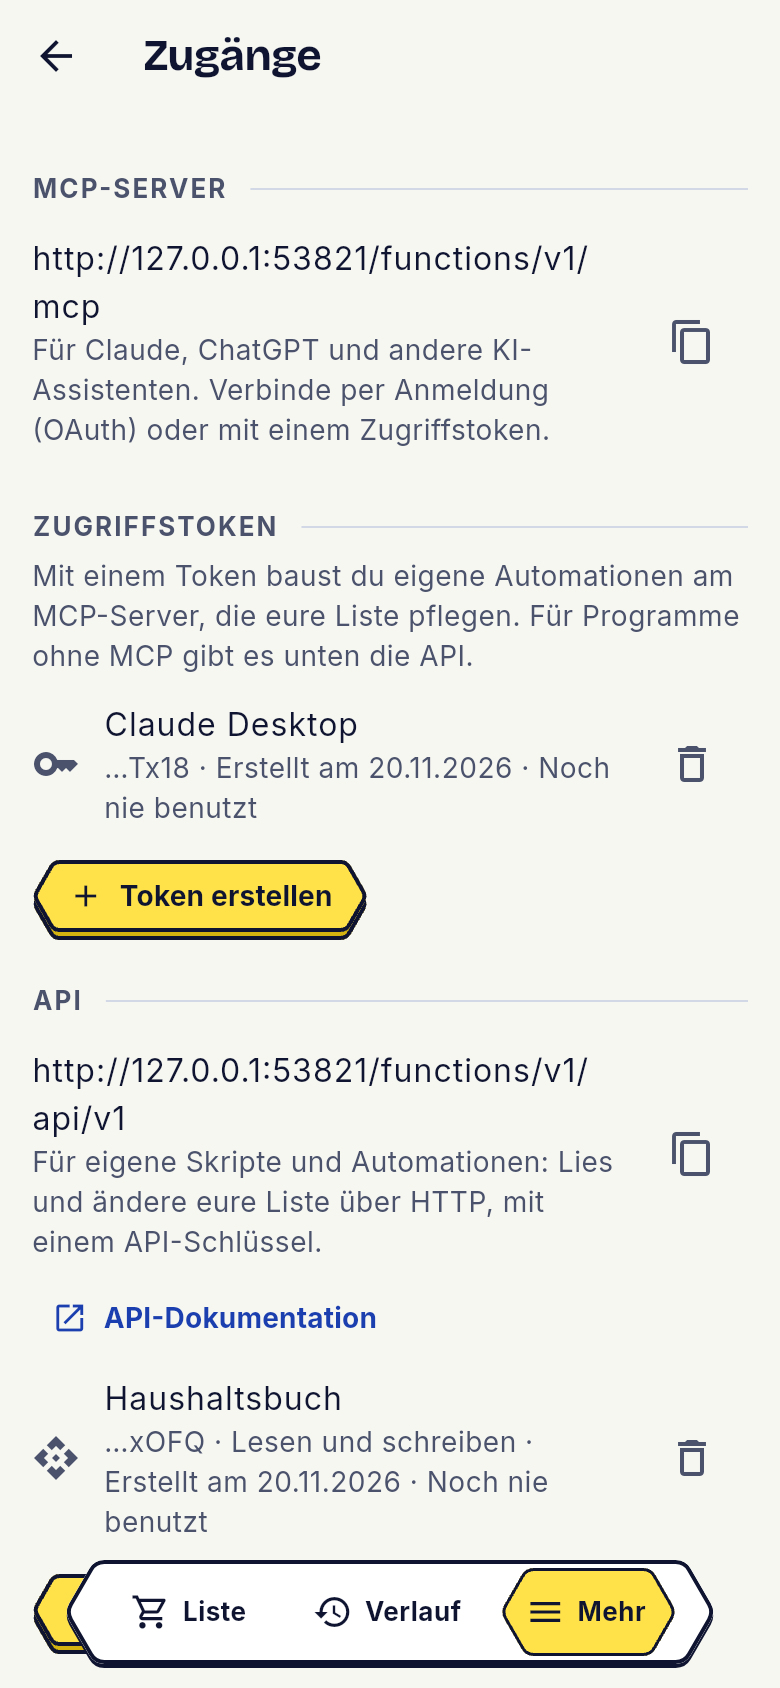 Zugänge
MCP-SERVER
http://127.0.0.1:53821/functions/v1/
mcp
Für Claude, ChatGPT und andere KI-
Assistenten. Verbinde per Anmeldung
(OAuth) oder mit einem Zugriffstoken.
ZUGRIFFSTOKEN
Mit einem Token baust du eigene Automationen am
MCP-Server, die eure Liste pflegen. Für Programme
ohne MCP gibt es unten die API.
Claude Desktop
…Tx18 · Erstellt am 20.11.2026 · Noch
nie benutzt
Token erstellen
API
http://127.0.0.1:53821/functions/v1/
api/v1
Für eigene Skripte und Automationen: Lies
und ändere eure Liste über HTTP, mit
einem API-Schlüssel.
API-Dokumentation
Haushaltsbuch
…xOFQ · Lesen und schreiben ·
Erstellt am 20.11.2026 · Noch nie
benutzt
Liste
Verlauf
Mehr